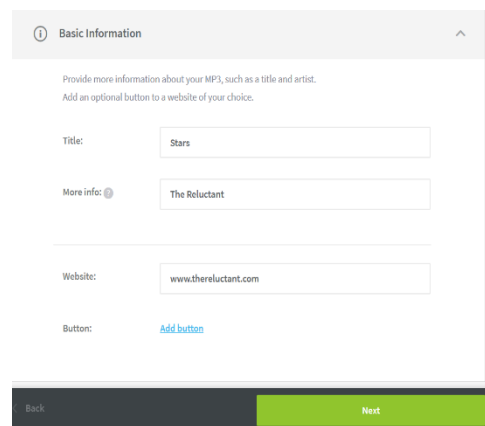 Basic Information
Provide more information about your MP3, such as a title and artist.
Add an optional button to a website of your choice.
Title: Stars
More info: The Reluctant
Website: www.thereluctant.com
Button: Add button
Back Next